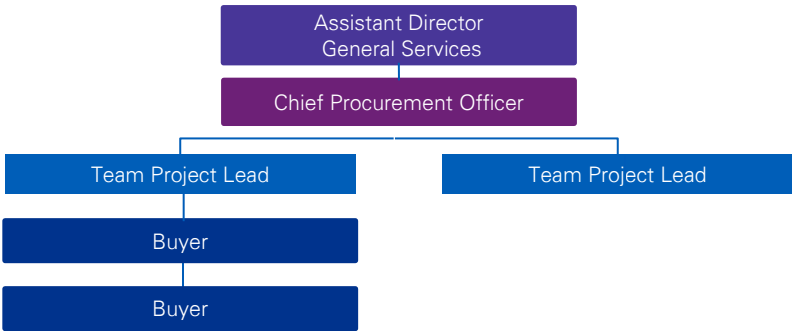 Assistant Director
General Services
Chief Procurement Officer
Team Project Lead
Team Project Lead
Buyer
Buyer